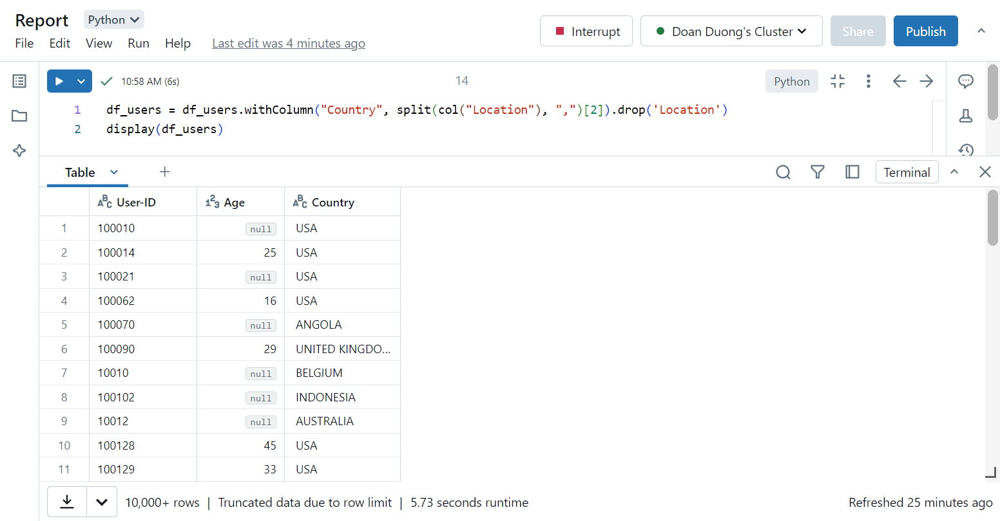 Report Python
File Edit View Run Help Last edit was 4 minutes ago
Interrupt Doan Duong's Cluster Share Publish
10:58 AM (6s) 14 Python
1 df_users = df_users.withColumn("Country", split(col("Location"), ",")[2]).drop('Location')
2 display(df_users)
Table + Terminal
User-ID Age Country
1 100010 null USA
2 100014 25 USA
3 100021 null USA
4 100062 16 USA
5 100070 null ANGOLA
6 100090 29 UNITED KINGDO...
7 10010 null BELGIUM
8 100102 null INDONESIA
9 10012 null AUSTRALIA
10 100128 45 USA
11 100129 33 USA
10,000+ rows | Truncated data due to row limit | 5.73 seconds runtime Refreshed 25 minutes ago